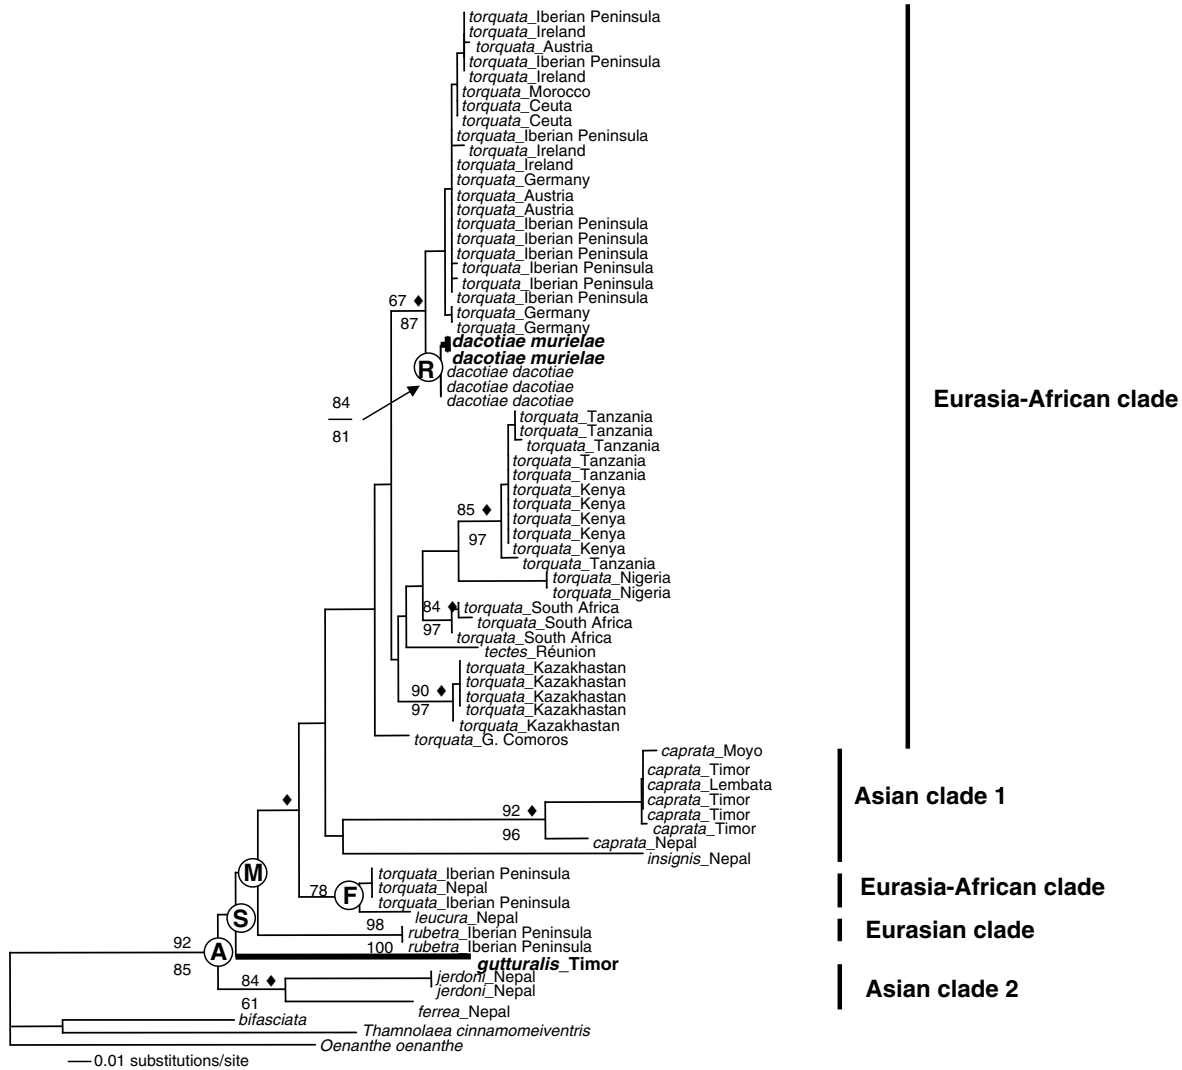 torquata_Iberian Peninsula
torquata_Ireland
torquata_Austria
torquata_Iberian Peninsula
torquata_Ireland
torquata_Morocco
torquata_Ceuta
torquata_Ceuta
torquata_Iberian Peninsula
torquata_Ireland
torquata_Ireland
torquata_Germany
torquata_Austria
torquata_Austria
torquata_Iberian Peninsula
torquata_Iberian Peninsula
torquata_Iberian Peninsula
torquata_Iberian Peninsula
torquata_Iberian Peninsula
torquata_Iberian Peninsula
67
torquata_Germany
87
torquata_Germany
dacotiae murielae
dacotiae murielae
R
dacotiae dacotiae
dacotiae dacotiae
dacotiae dacotiae
84
81
Eurasia-African clade
torquata_Tanzania
torquata_Tanzania
torquata_Tanzania
torquata_Tanzania
torquata_Tanzania
torquata_Kenya
torquata_Kenya
85
torquata_Kenya
torquata_Kenya
97
torquata_Kenya
torquata_Tanzania
torquata_Nigeria
torquata_Nigeria
84
torquata_South Africa
torquata_South Africa
97
torquata_South Africa
tectes_Réunion
torquata_Kazakhastan
torquata_Kazakhastan
90
torquata_Kazakhastan
97
torquata_Kazakhastan
torquata_Kazakhastan
torquata_G. Comoros
caprata_Moyo
caprata_Timor
caprata_Lembata
caprata_Timor
Asian clade 1
92
caprata_Timor
caprata_Timor
96
caprata_Nepal
insignis_Nepal
M
torquata_Iberian Peninsula
78
F
torquata_Nepal
Eurasia-African clade
torquata_Iberian Peninsula
S
leucura_Nepal
98
rubetra_Iberian Peninsula
Eurasian clade
92
A
100
rubetra_Iberian Peninsula
gutturalis_Timor
85
84
jerdoni_Nepal
jerdoni_Nepal
Asian clade 2
61
ferrea_Nepal
bifasciata
Thamnolaea cinnamomeiventris
Oenanthe oenanthe
0.01 substitutions/site